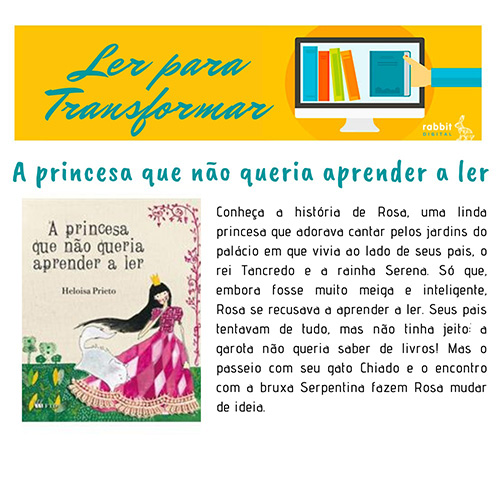 Ler para
Transformar
rabbit
DIGITAL
A princesa que não queria aprender a ler
A princesa
que não queria
aprender a ler
Heloisa Prieto
FTD
Conheça a história de Rosa, uma linda
princesa que adorava cantar pelos jardins do
palácio em que vivia ao lado de seus pais, o
rei Tancredo e a rainha Serena. Só que,
embora fosse muito meiga e inteligente,
Rosa se recusava a aprender a ler. Seus pais
tentavam de tudo, mas não tinha jeito: a
garota não queria saber de livros! Mas o
passeio com seu gato Chiado e o encontro
com a bruxa Serpentina fazem Rosa mudar
de ideia.